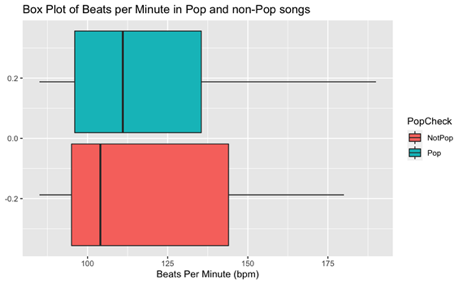 Box Plot of Beats per Minute in Pop and non-Pop songs
0.2
0.0
-0.2
100 125 150 175
Beats Per Minute (bpm)
PopCheck
NotPop
Pop